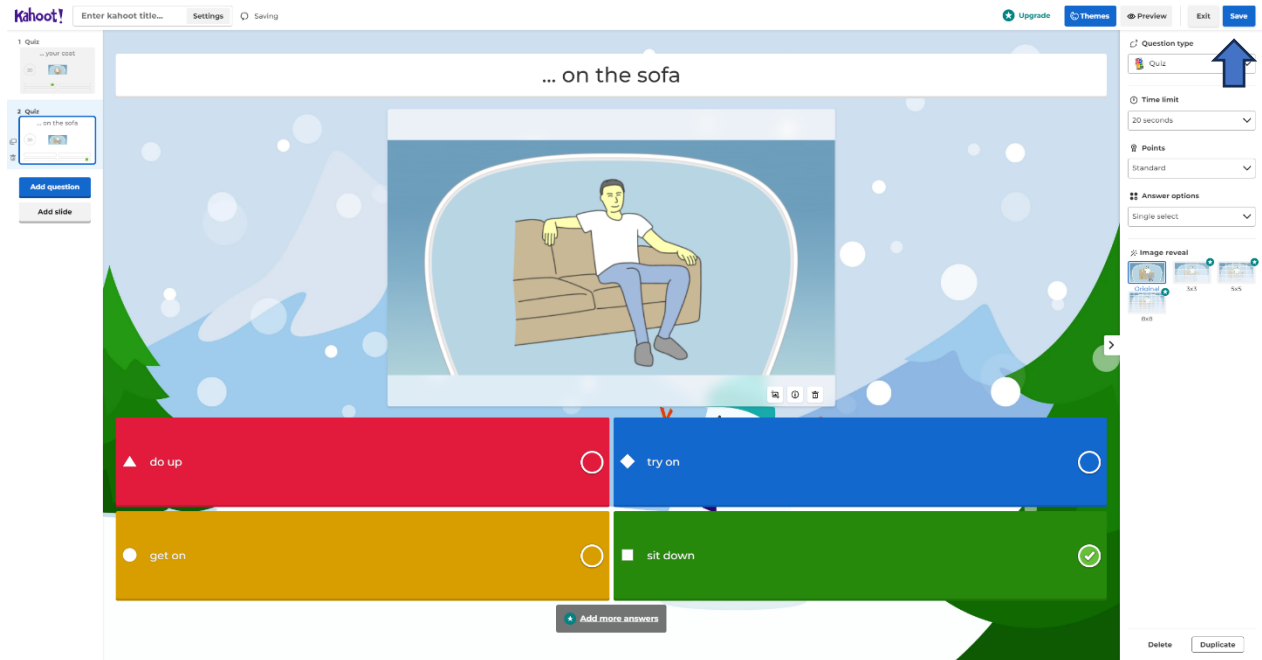 Kahoot! Enter kahoot title... Settings Saving Upgrade Themes Preview Exit Save
1 Quiz
... your coat
2 Quiz
... on the sofa
Add question
Add slide
... on the sofa
do up
try on
get on
sit down
Add more answers
Question type
Quiz
Time limit
20 seconds
Points
Standard
Answer options
Single select
Image reveal
Original 3x3 5x5
8x8
Delete Duplicate